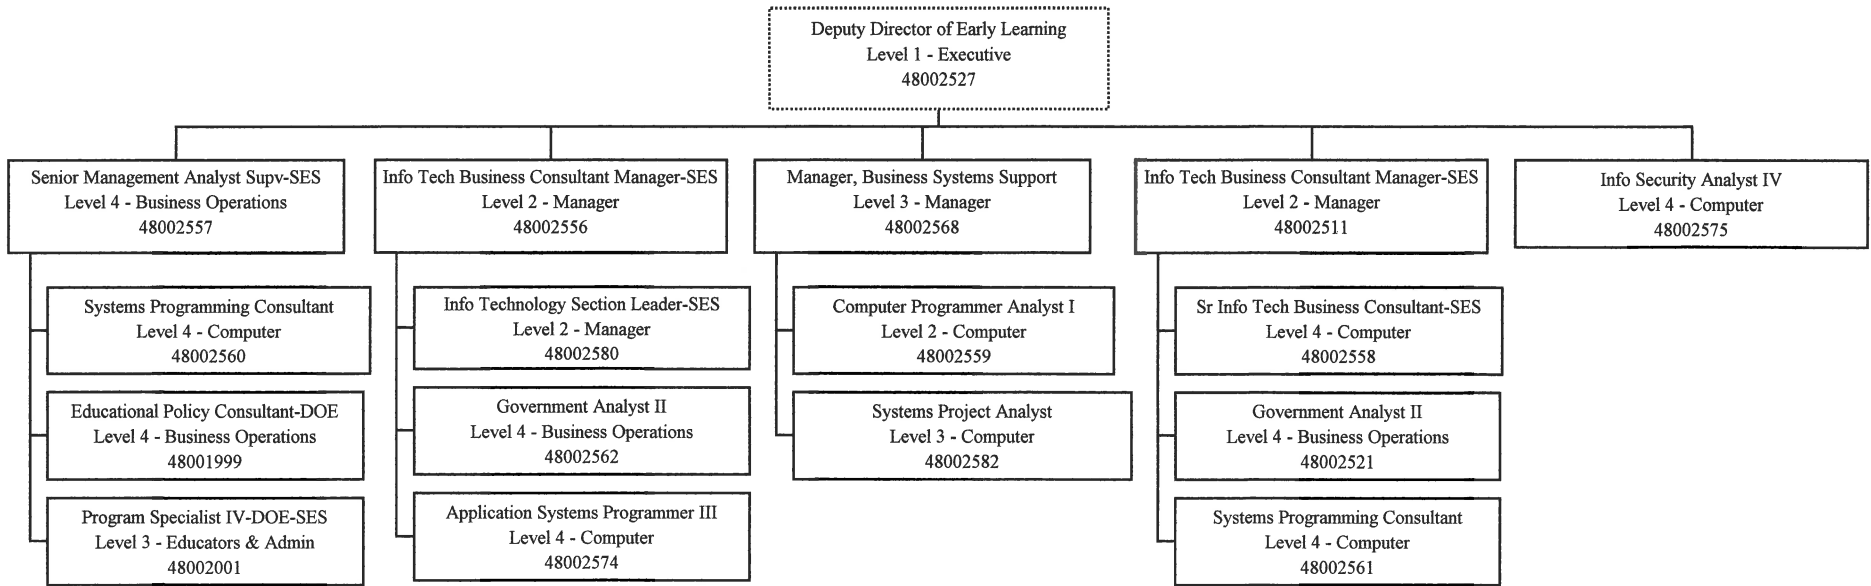 Deputy Director of Early Learning
Level 1 - Executive
48002527
Senior Management Analyst Supv-SES
Level 4 - Business Operations
48002557
Systems Programming Consultant
Level 4 - Computer
48002560
Educational Policy Consultant-DOE
Level 4 - Business Operations
48001999
Program Specialist IV-DOE-SES
Level 3 - Educators & Admin
48002001
Info Tech Business Consultant Manager-SES
Level 2 - Manager
48002556
Info Technology Section Leader-SES
Level 2 - Manager
48002580
Government Analyst II
Level 4 - Business Operations
48002562
Application Systems Programmer III
Level 4 - Computer
48002574
Manager, Business Systems Support
Level 3 - Manager
48002568
Computer Programmer Analyst I
Level 2 - Computer
48002559
Systems Project Analyst
Level 3 - Computer
48002582
Info Tech Business Consultant Manager-SES
Level 2 - Manager
48002511
Sr Info Tech Business Consultant-SES
Level 4 - Computer
48002558
Government Analyst II
Level 4 - Business Operations
48002521
Systems Programming Consultant
Level 4 - Computer
48002561
Info Security Analyst IV
Level 4 - Computer
48002575